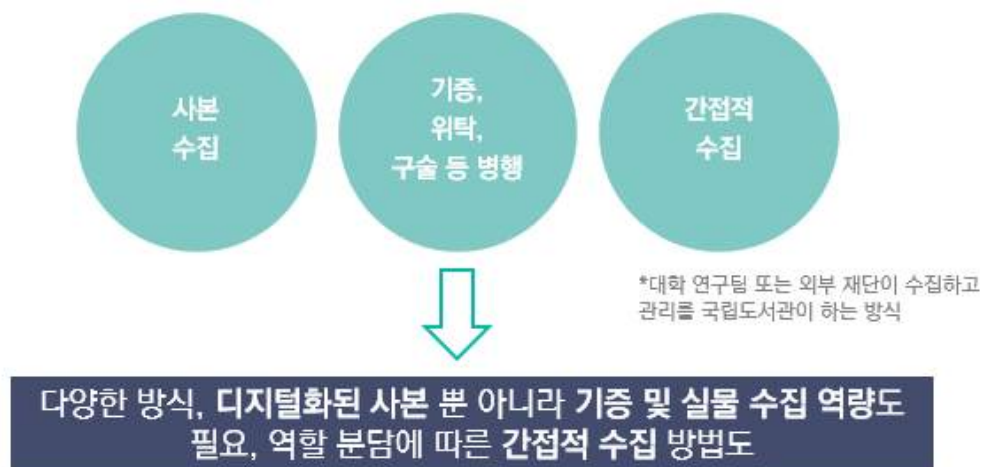 사본
수집
기증,
위탁,
구술 등 병행
간접적
수집
*대학 연구팀 또는 외부 재단이 수집하고
관리를 국립도서관이 하는 방식
다양한 방식, 디지털화된 사본 뿐 아니라 기증 및 실물 수집 역량도
필요, 역할 분담에 따른 간접적 수집 방법도